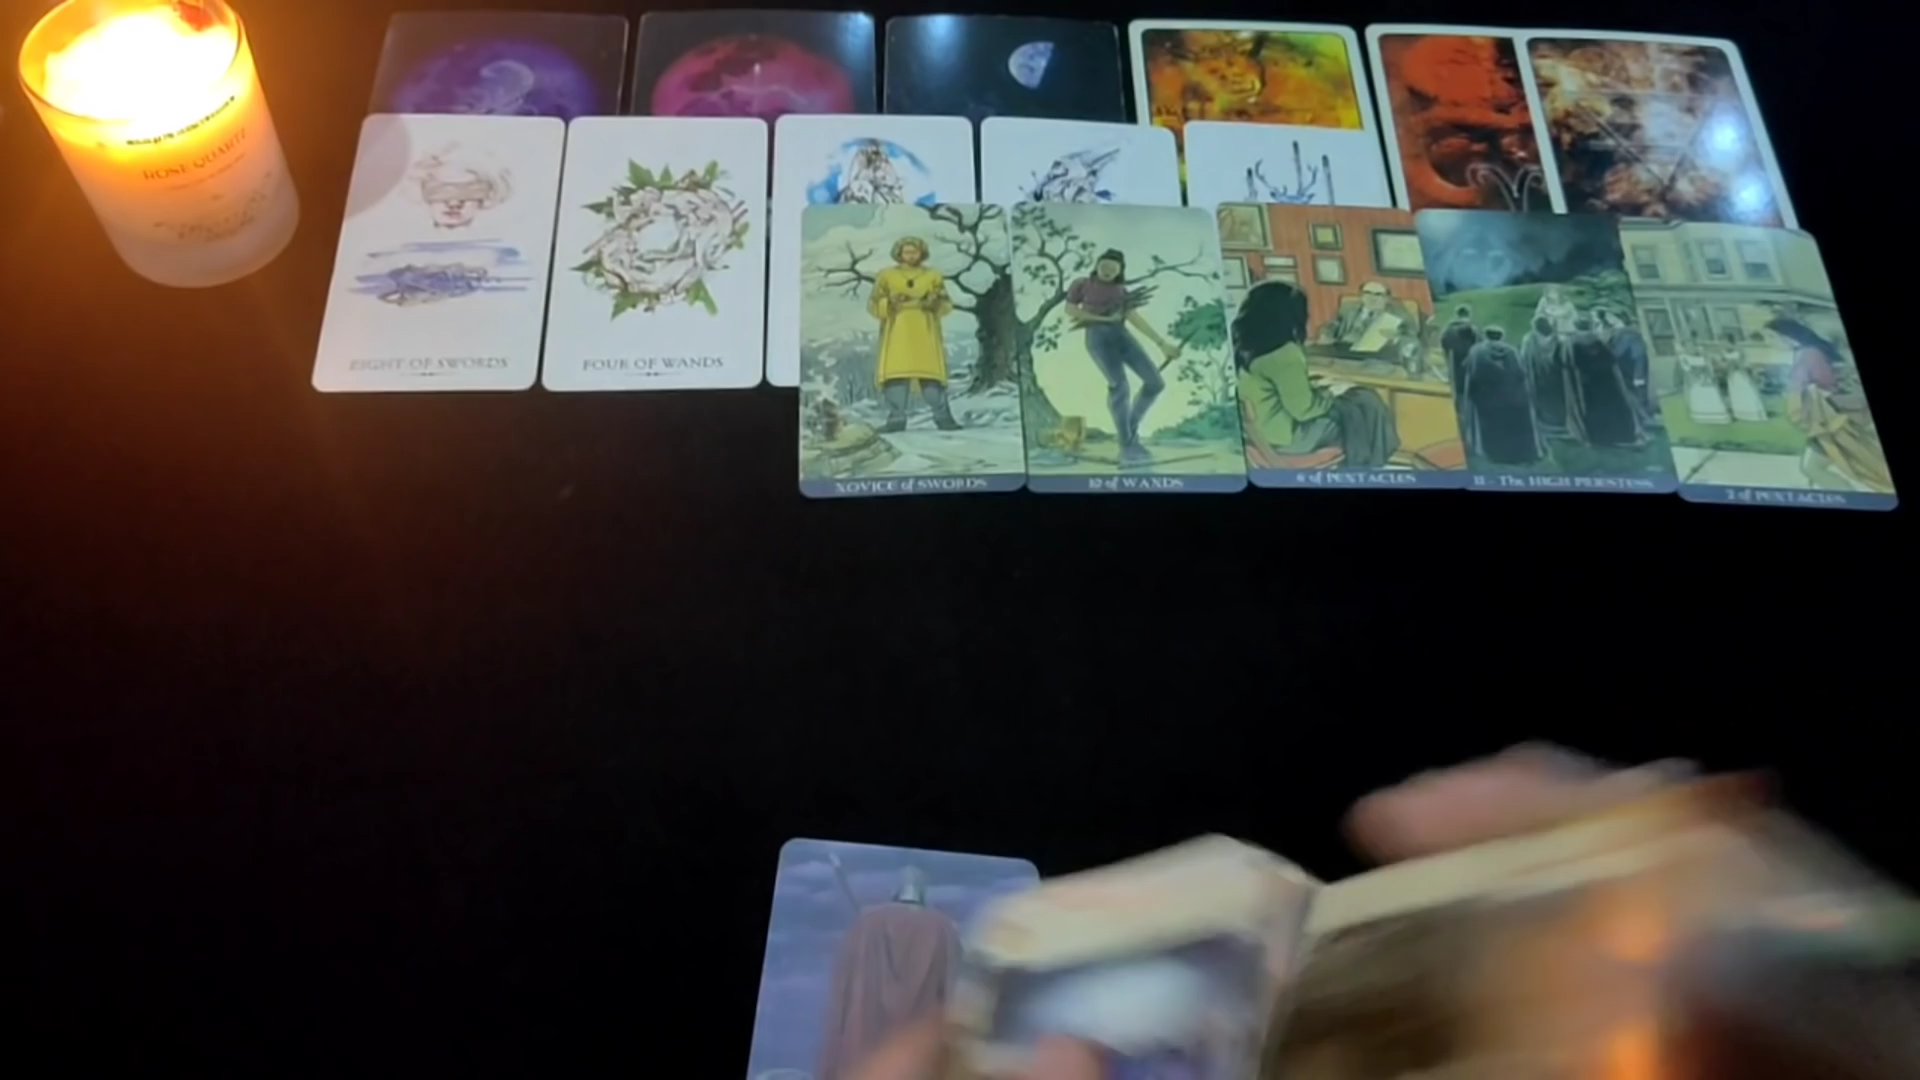 ROSE QUARTZ
EIGHT OF SWORDS
FOUR OF WANDS
NOVICE of SWORDS
10 of WANDS
6 of PENTACLES
II - The HIGH PRIESTESS
2 of PENTACLES